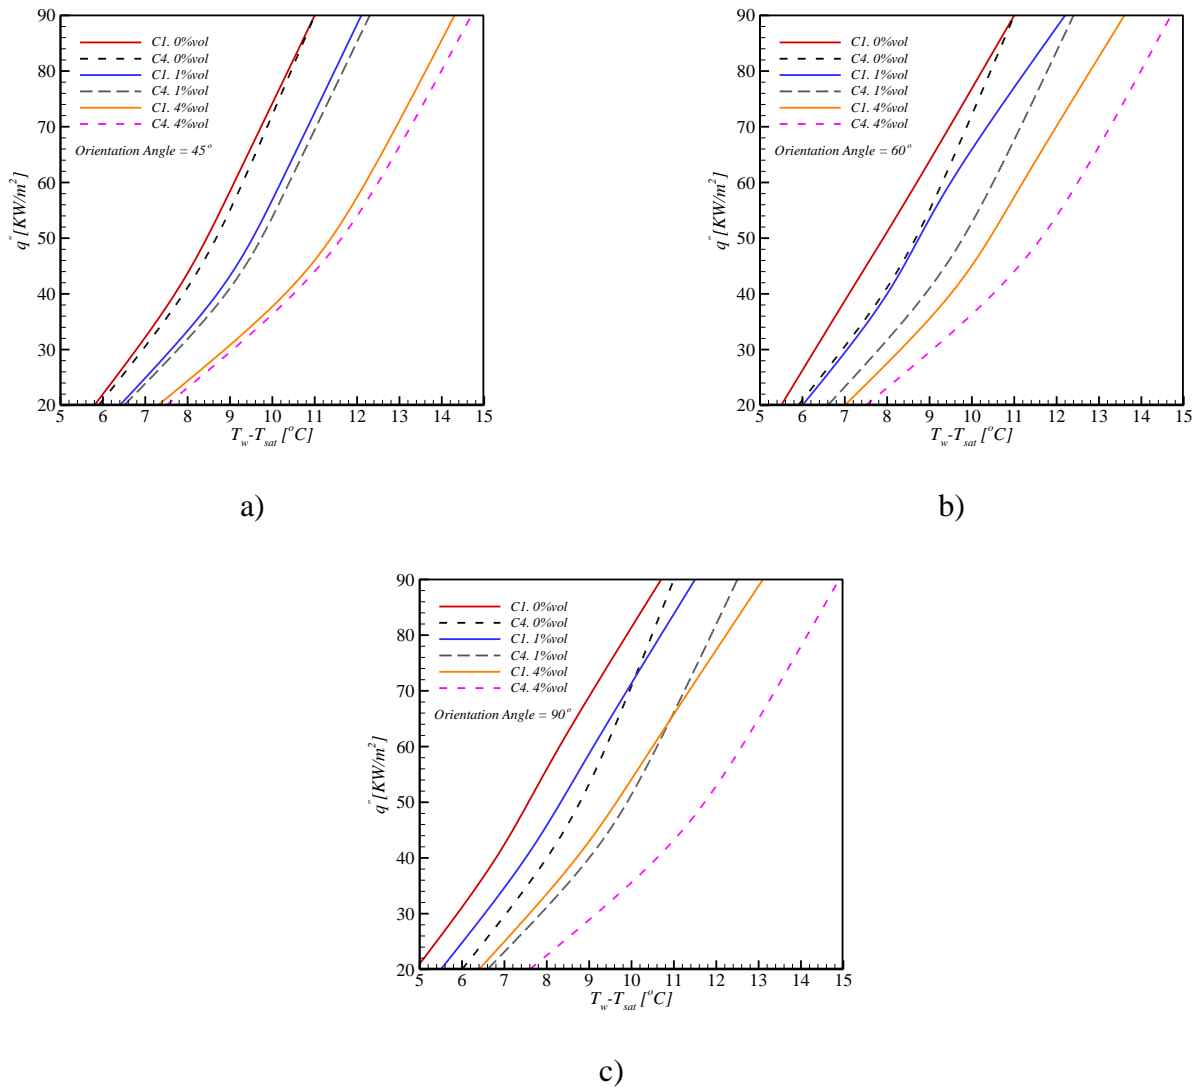 90
80
70
60
50
40
30
20
q" [KW/m²]
C1. 0%vol
C4. 0%vol
C1. 1%vol
C4. 1%vol
C1. 4%vol
C4. 4%vol
Orientation Angle = 45°
5 6 7 8 9 10 11 12 13 14 15
T_w-T_sat [°C]
a)
90
80
70
60
50
40
30
20
q" [KW/m²]
C1. 0%vol
C4. 0%vol
C1. 1%vol
C4. 1%vol
C1. 4%vol
C4. 4%vol
Orientation Angle = 60°
5 6 7 8 9 10 11 12 13 14 15
T_w-T_sat [°C]
b)
90
80
70
60
50
40
30
20
q" [KW/m²]
C1. 0%vol
C4. 0%vol
C1. 1%vol
C4. 1%vol
C1. 4%vol
C4. 4%vol
Orientation Angle = 90°
5 6 7 8 9 10 11 12 13 14 15
T_w-T_sat [°C]
c)